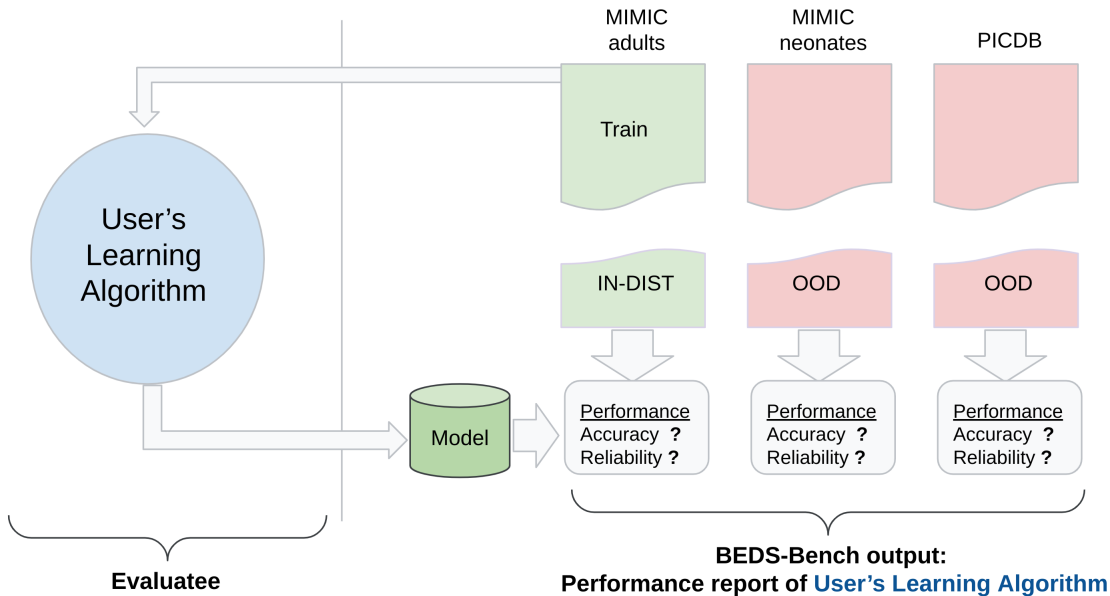 MIMIC
adults
MIMIC
neonates
PICDB
Train
User’s
Learning
Algorithm
IN-DIST
OOD
OOD
Model
Performance
Accuracy ?
Reliability ?
Performance
Accuracy ?
Reliability ?
Performance
Accuracy ?
Reliability ?
Evaluatee
BEDS-Bench output:
Performance report of User’s Learning Algorithm